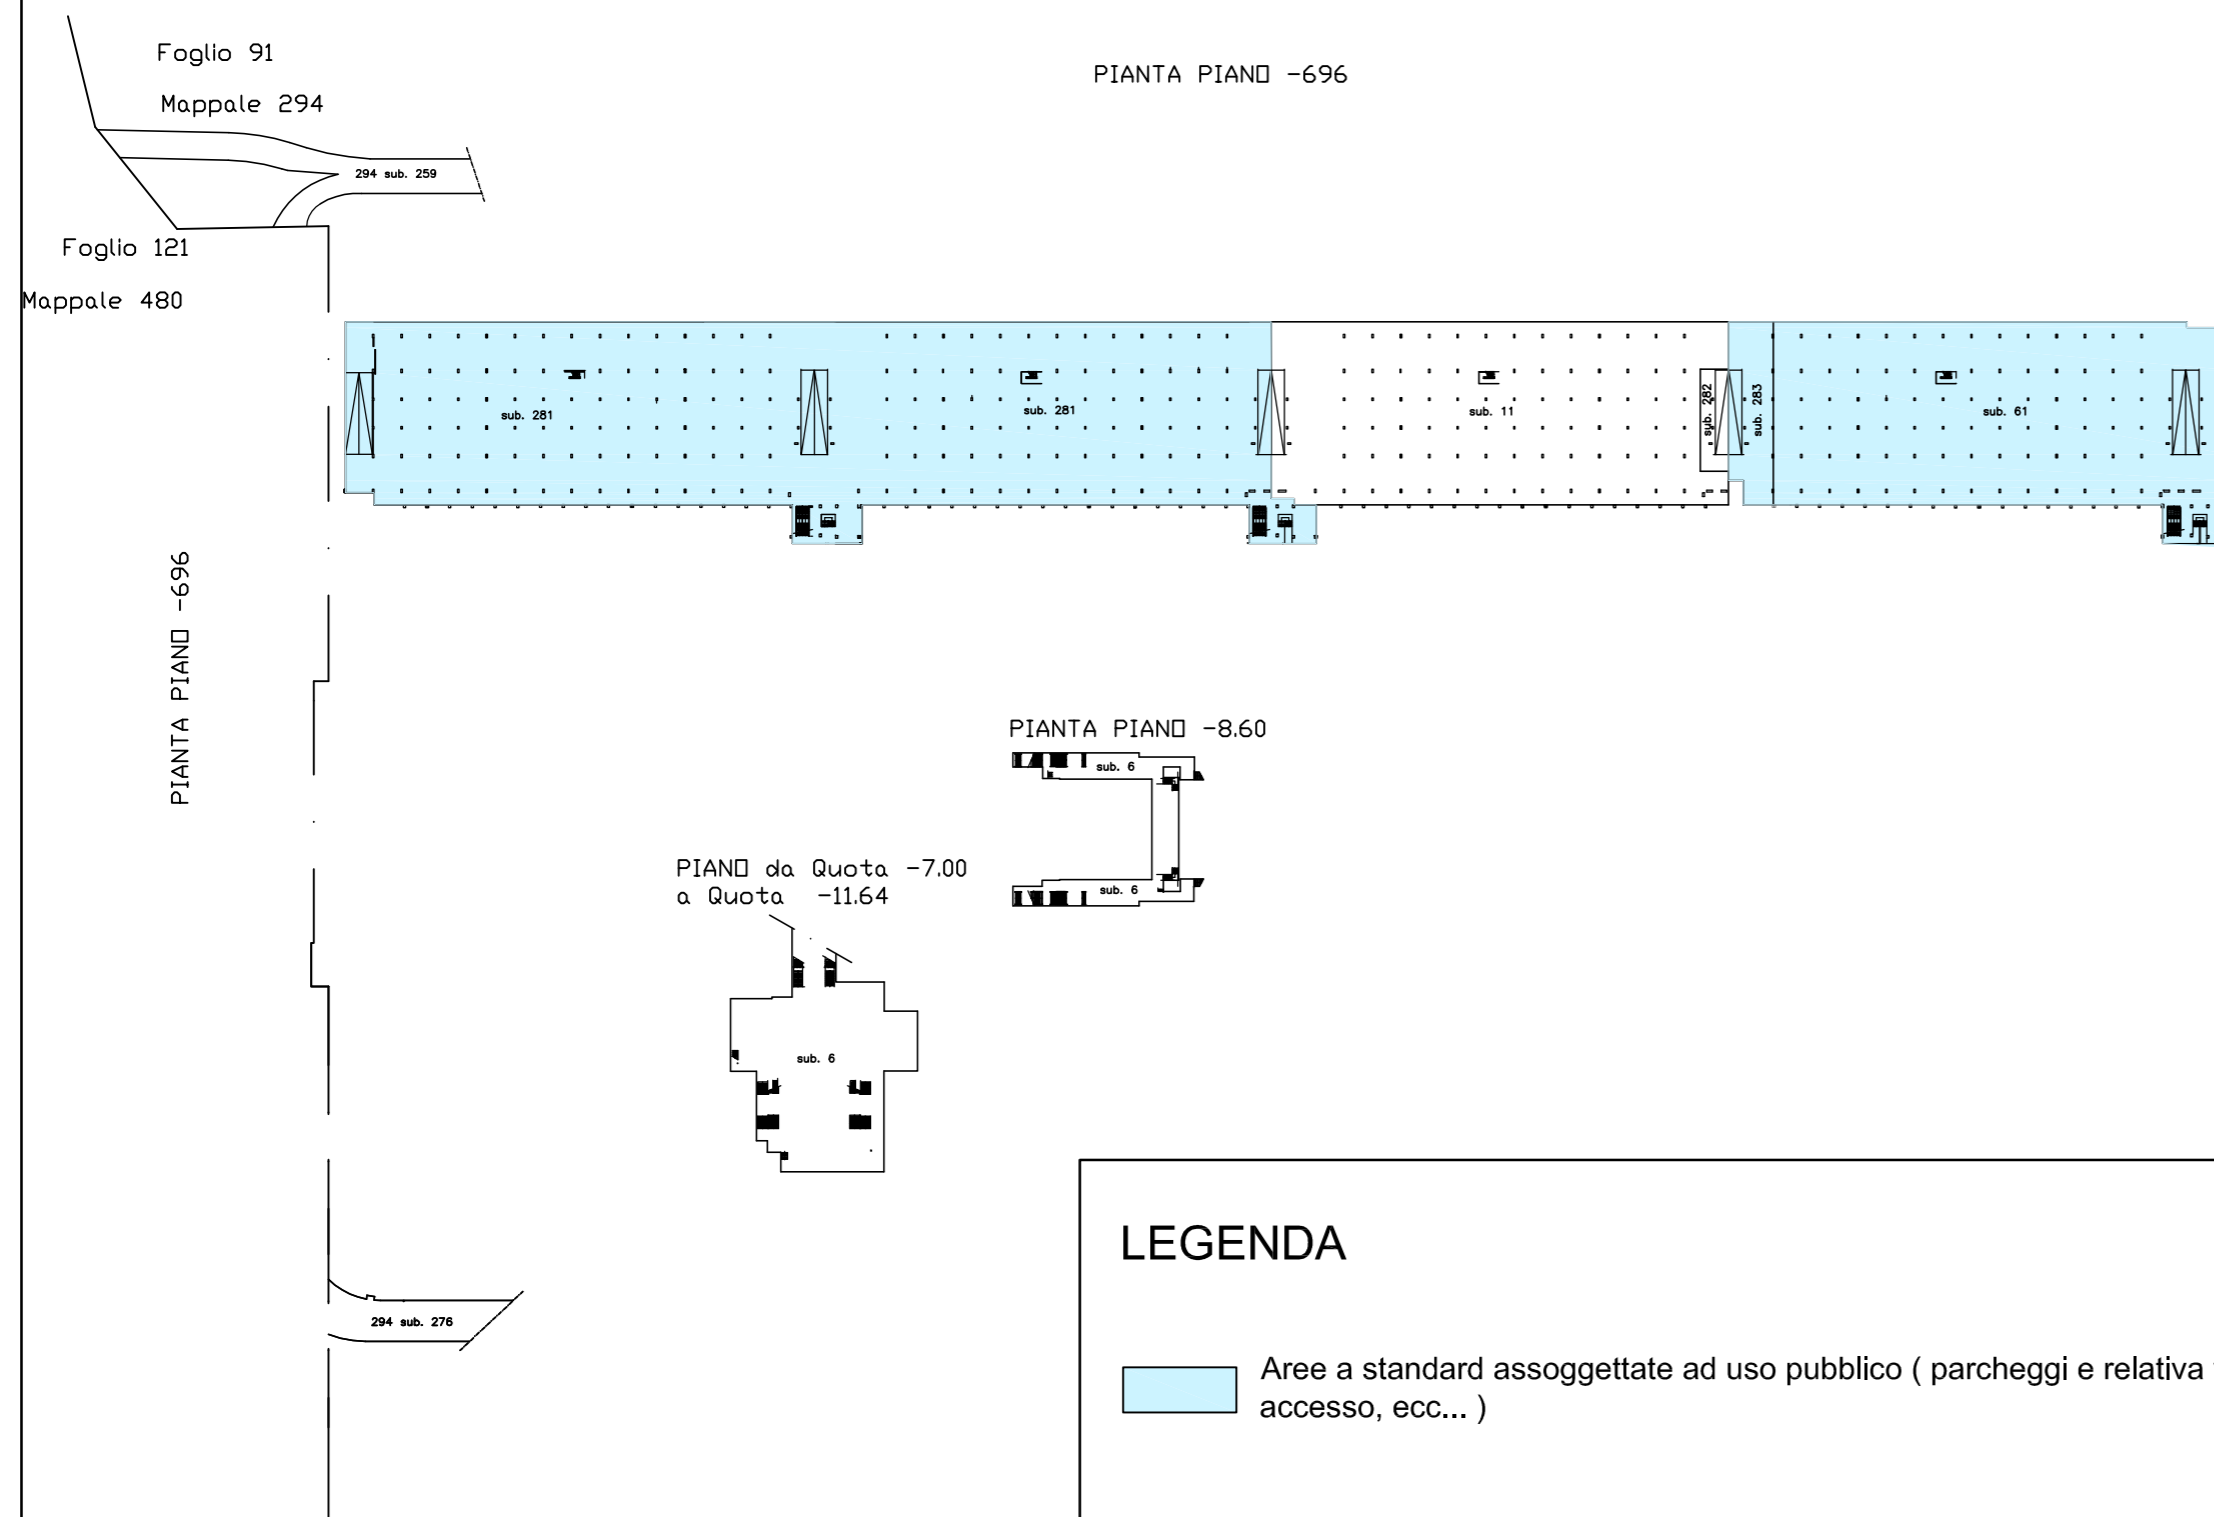 Foglio 91
Mappale 294
PIANTA PIANO -696
294 sub. 259
Foglio 121
Mappale 480
sub. 281
sub. 281
sub. 11
sub. 282
sub. 283
sub. 61
PIANTA PIANO -696
PIANTA PIANO -8.60
sub. 6
sub. 6
PIANO da Quota -7.00
a Quota -11.64
sub. 6
294 sub. 276
LEGENDA
Aree a standard assoggettate ad uso pubblico ( parcheggi e relativa
accesso, ecc... )